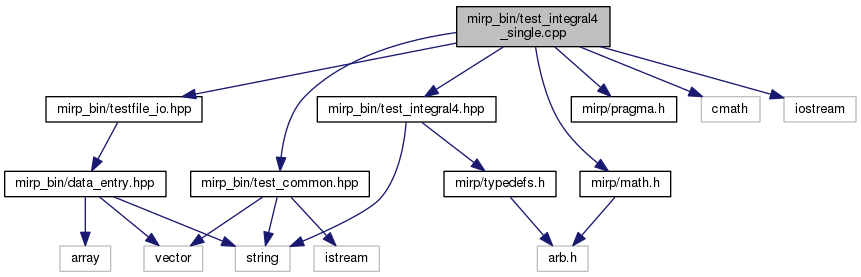 mirp_bin/test_integral4
_single.cpp
mirp_bin/testfile_io.hpp
mirp_bin/test_integral4.hpp
mirp/pragma.h
cmath
iostream
mirp_bin/data_entry.hpp
mirp_bin/test_common.hpp
mirp/typedefs.h
mirp/math.h
array
vector
string
istream
arb.h